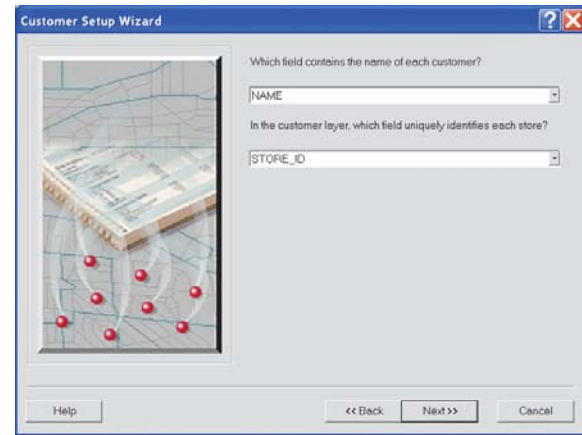 Customer Setup Wizard
Which field contains the name of each customer?
NAME
In the customer layer, which field uniquely identifies each store?
STORE_ID
Help
<< Back
Next >>
Cancel